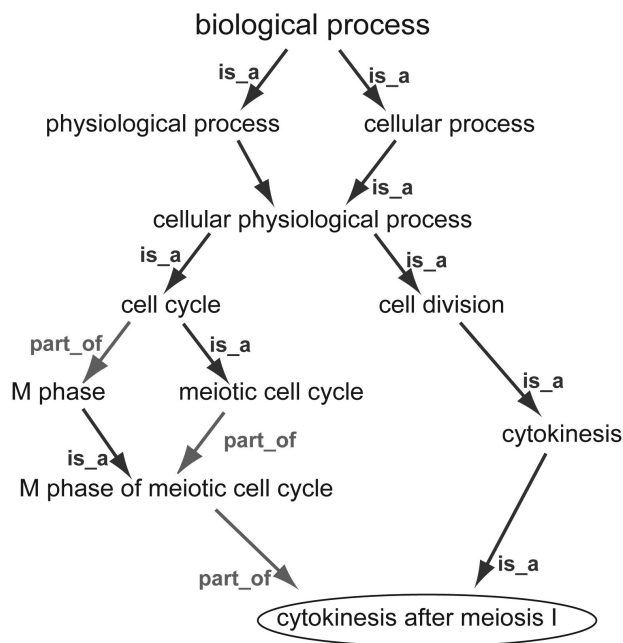 biological process
is_a
is_a
physiological process
cellular process
is_a
cellular physiological process
is_a
is_a
cell cycle
cell division
part_of
is_a
M phase
meiotic cell cycle
is_a
part_of
cytokinesis
is_a
M phase of meiotic cell cycle
is_a
part_of
cytokinesis after meiosis I